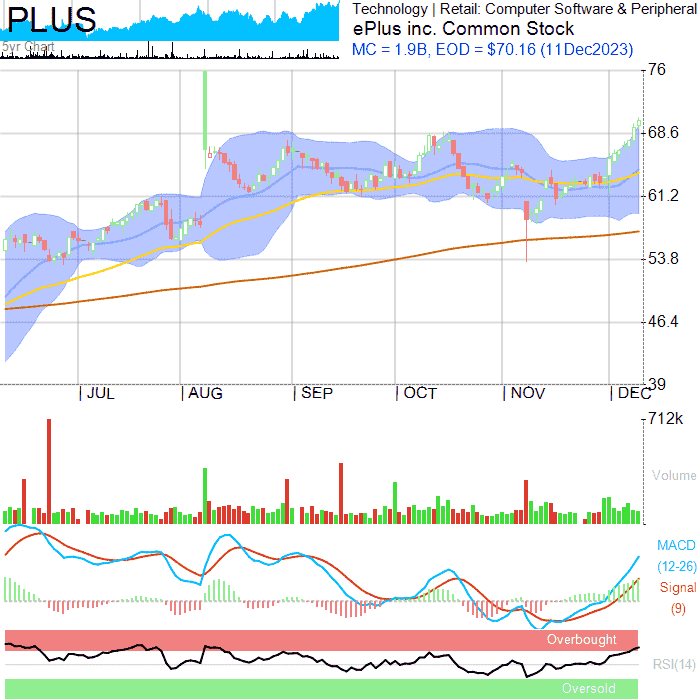 PLUS
5yr Chart
Technology | Retail: Computer Software & Peripheral
ePlus inc. Common Stock
MC = 1.9B, EOD = $70.16 (11Dec2023)
76
68.6
61.2
53.8
46.4
39
JUL
AUG
SEP
OCT
NOV
DEC
712k
Volume
MACD
(12-26)
Signal
(9)
Overbought
RSI(14)
Oversold